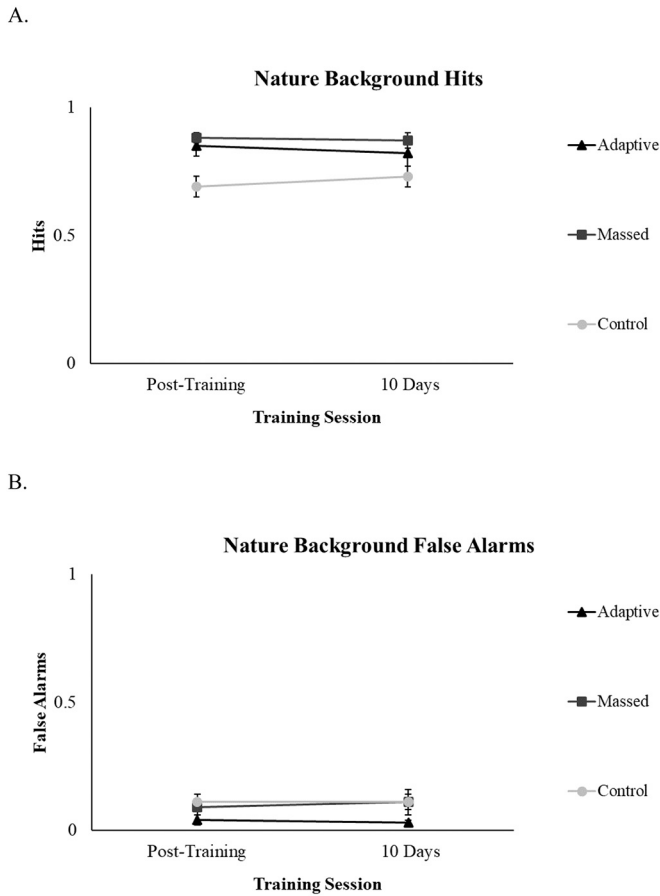 A.
Nature Background Hits
1
Adaptive
Massed
Hits
0.5
Control
0
Post-Training 10 Days
Training Session
B.
Nature Background False Alarms
1
Adaptive
False Alarms
0.5
Massed
Control
0
Post-Training 10 Days
Training Session